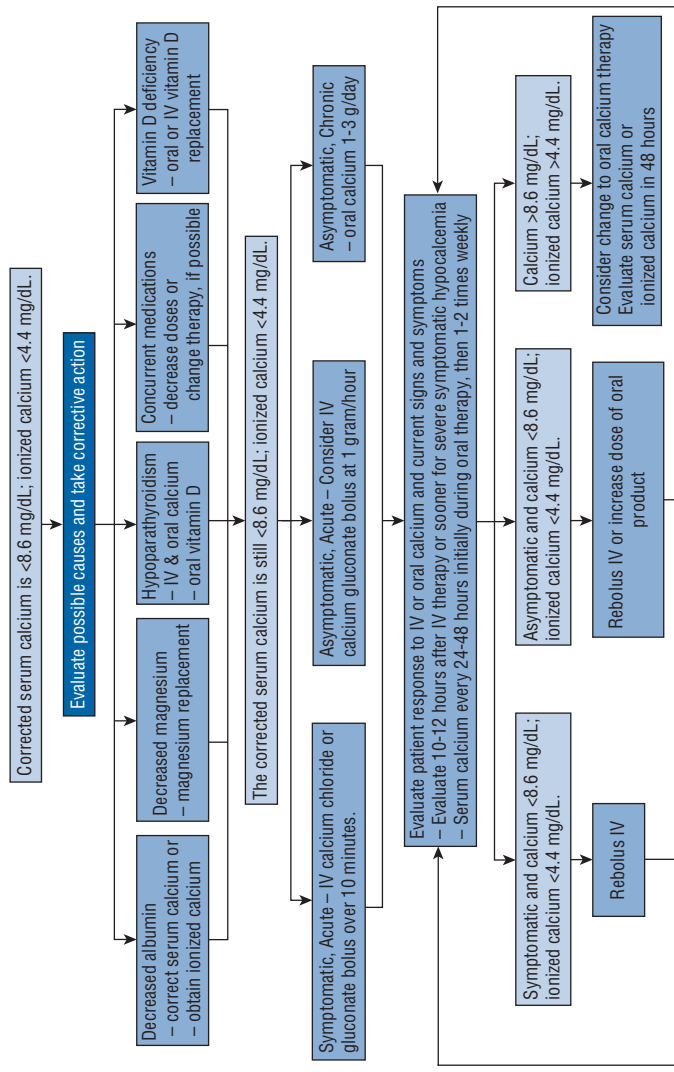 Corrected serum calcium is <8.6 mg/dL; ionized calcium <4.4 mg/dL.
Evaluate possible causes and take corrective action
Decreased albumin
– correct serum calcium or
– obtain ionized calcium
Decreased magnesium
– magnesium replacement
Hypoparathyroidism
– IV & oral calcium
– oral vitamin D
Concurrent medications
– decrease doses or
change therapy, if possible
Vitamin D deficiency
– oral or IV vitamin D
replacement
The corrected serum calcium is still <8.6 mg/dL; ionized calcium <4.4 mg/dL.
Symptomatic, Acute – IV calcium chloride or
gluconate bolus over 10 minutes.
Asymptomatic, Acute – Consider IV
calcium gluconate bolus at 1 gram/hour
Asymptomatic, Chronic
– oral calcium 1-3 g/day
Evaluate patient response to IV or oral calcium and current signs and symptoms
– Evaluate 10-12 hours after IV therapy or sooner for severe symptomatic hypocalcemia
– Serum calcium every 24-48 hours initially during oral therapy, then 1-2 times weekly
Symptomatic and calcium <8.6 mg/dL;
ionized calcium <4.4 mg/dL.
Asymptomatic and calcium <8.6 mg/dL;
ionized calcium <4.4 mg/dL.
Calcium >8.6 mg/dL;
ionized calcium >4.4 mg/dL.
Rebolus IV
Rebolus IV or increase dose of oral
product
Consider change to oral calcium therapy
Evaluate serum calcium or
ionized calcium in 48 hours